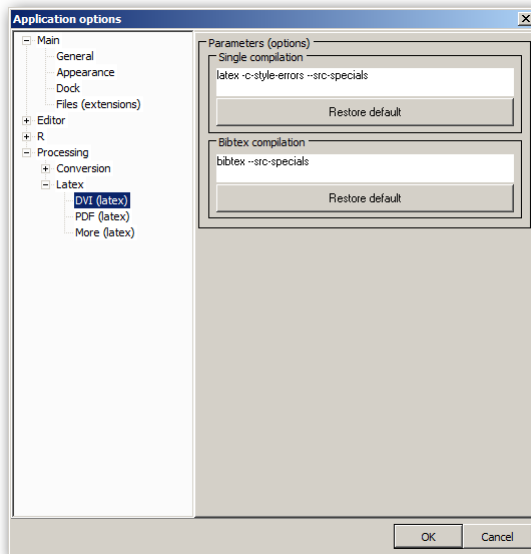 Application options
Main
General
Appearance
Dock
Files (extensions)
Editor
R
Processing
Conversion
Latex
DVI (latex)
PDF (latex)
More (latex)
Parameters (options)
Single compilation
latex -c-style-errors --src-specials
Restore default
Bibtex compilation
bibtex --src-specials
Restore default
OK
Cancel